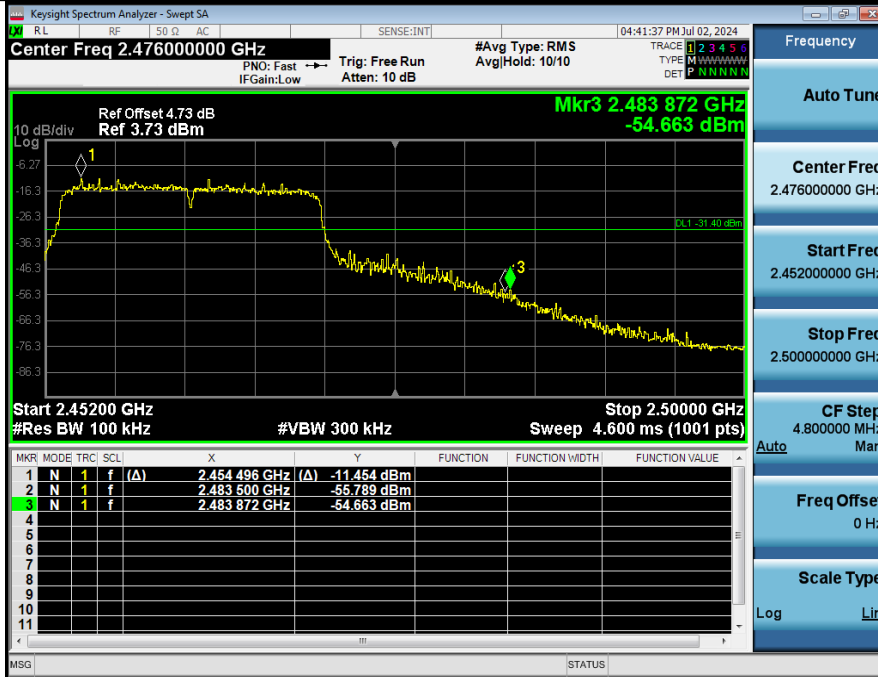 Keysight Spectrum Analyzer - Swept SA
LXI RL RF 50 Ω AC SENSE:INT 04:41:37 PM Jul 02, 2024
Center Freq 2.476000000 GHz
#Avg Type: RMS
TRACE 1 2 3 4 5 6
PNO: Fast
Trig: Free Run
Avg|Hold: 10/10
TYPE M WWWWW
IFGain:Low
Atten: 10 dB
DET P NNNNN
Ref Offset 4.73 dB
Mkr3 2.483 872 GHz
10 dB/div Ref 3.73 dBm
-54.663 dBm
Log
1
-6.27
-16.3
-26.3
DL1 -31.40 dBm
-36.3
-46.3
3
-56.3
-66.3
-76.3
-86.3
Start 2.45200 GHz Stop 2.50000 GHz
#Res BW 100 kHz #VBW 300 kHz Sweep 4.600 ms (1001 pts)
MKR MODE TRC SCL X Y FUNCTION FUNCTION WIDTH FUNCTION VALUE
1 N 1 f (Δ) 2.454 496 GHz (Δ) -11.454 dBm
2 N 1 f 2.483 500 GHz -55.789 dBm
3 N 1 f 2.483 872 GHz -54.663 dBm
4
5
6
7
8
9
10
11
MSG STATUS
Frequency
Auto Tune
Center Freq
2.476000000 GHz
Start Freq
2.452000000 GHz
Stop Freq
2.500000000 GHz
CF Step
4.800000 MHz
Auto Man
Freq Offset
0 Hz
Scale Type
Log Lin